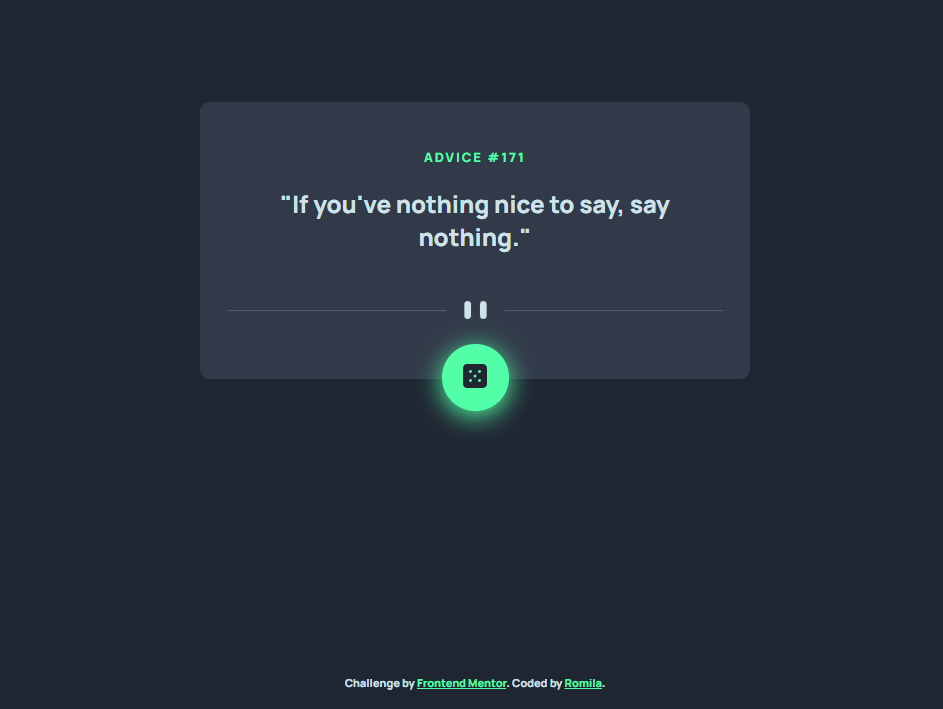 ADVICE #171
"If you've nothing nice to say, say
nothing."
Challenge by Frontend Mentor. Coded by Romila.